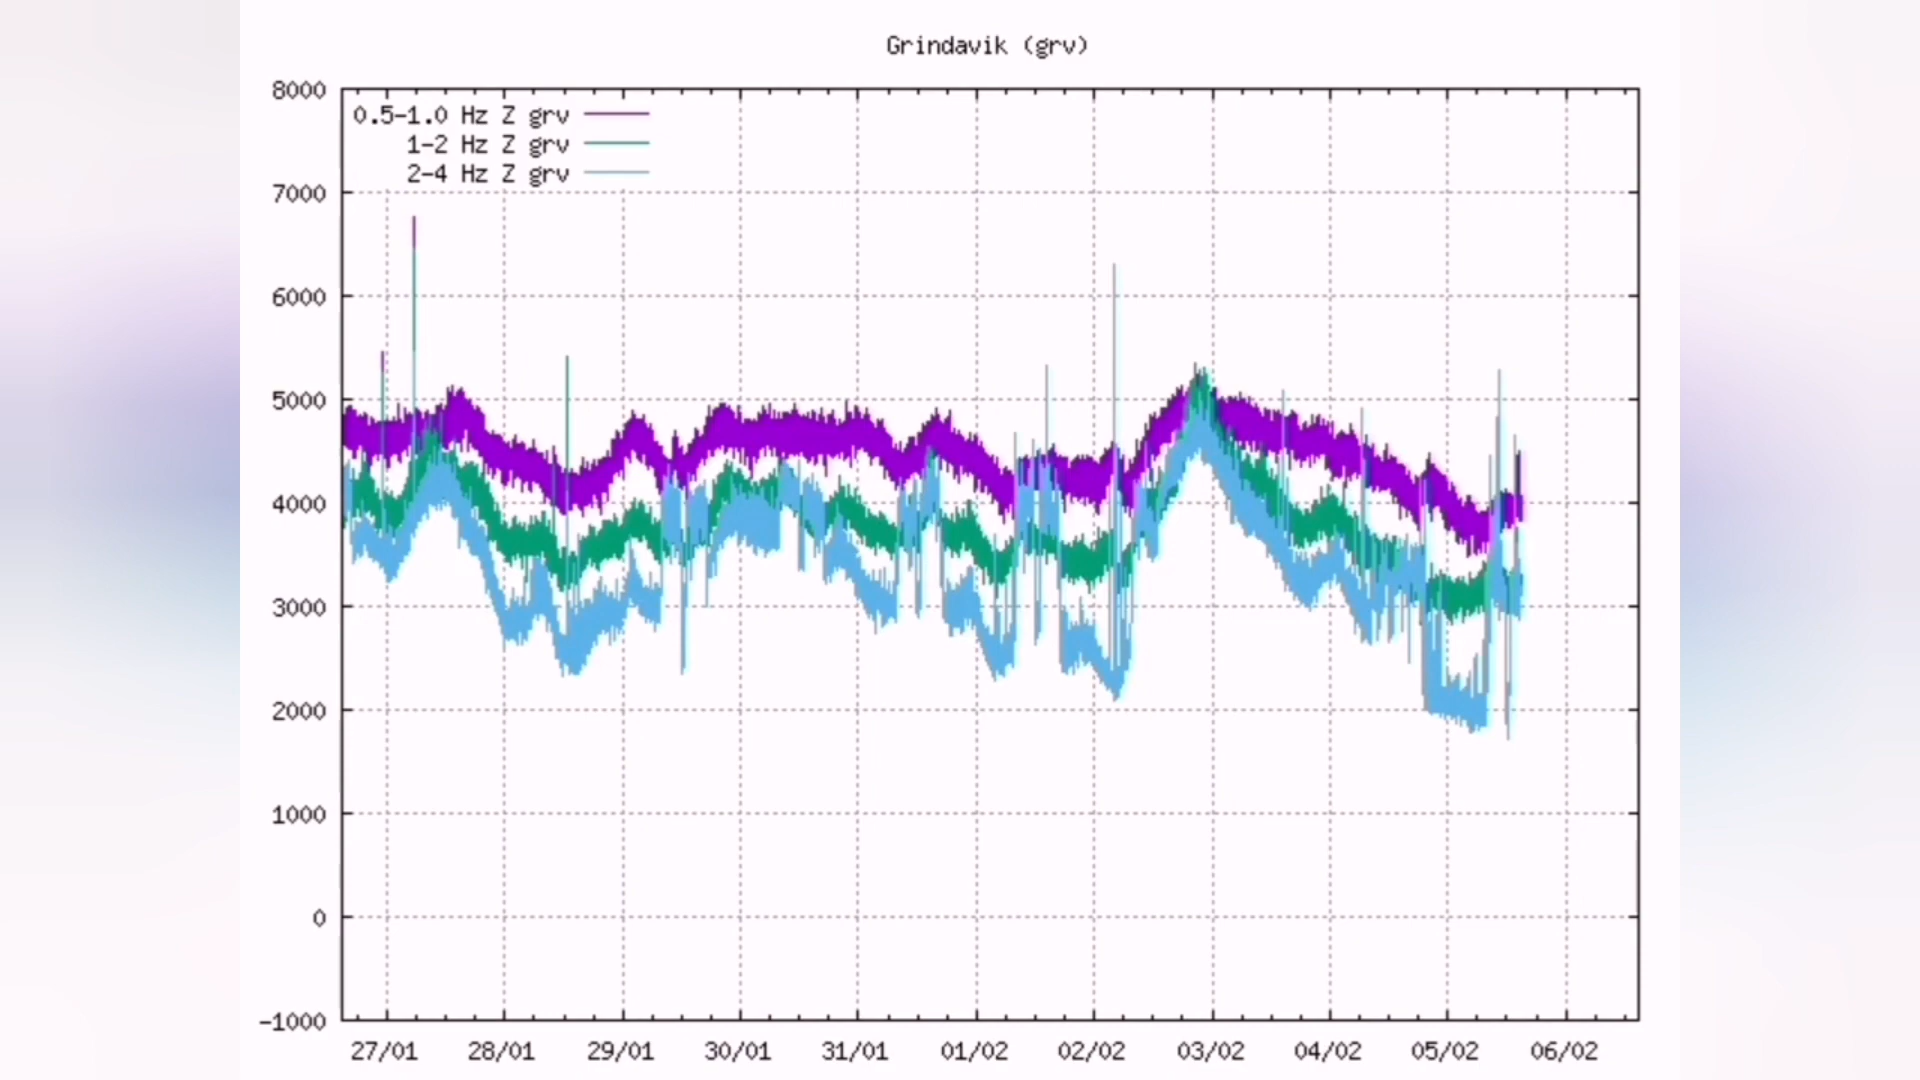 Grindavik (grv)
8000
0.5-1.0 Hz Z grv
1-2 Hz Z grv
2-4 Hz Z grv
7000
6000
5000
4000
3000
2000
1000
0
-1000
27/01 28/01 29/01 30/01 31/01 01/02 02/02 03/02 04/02 05/02 06/02